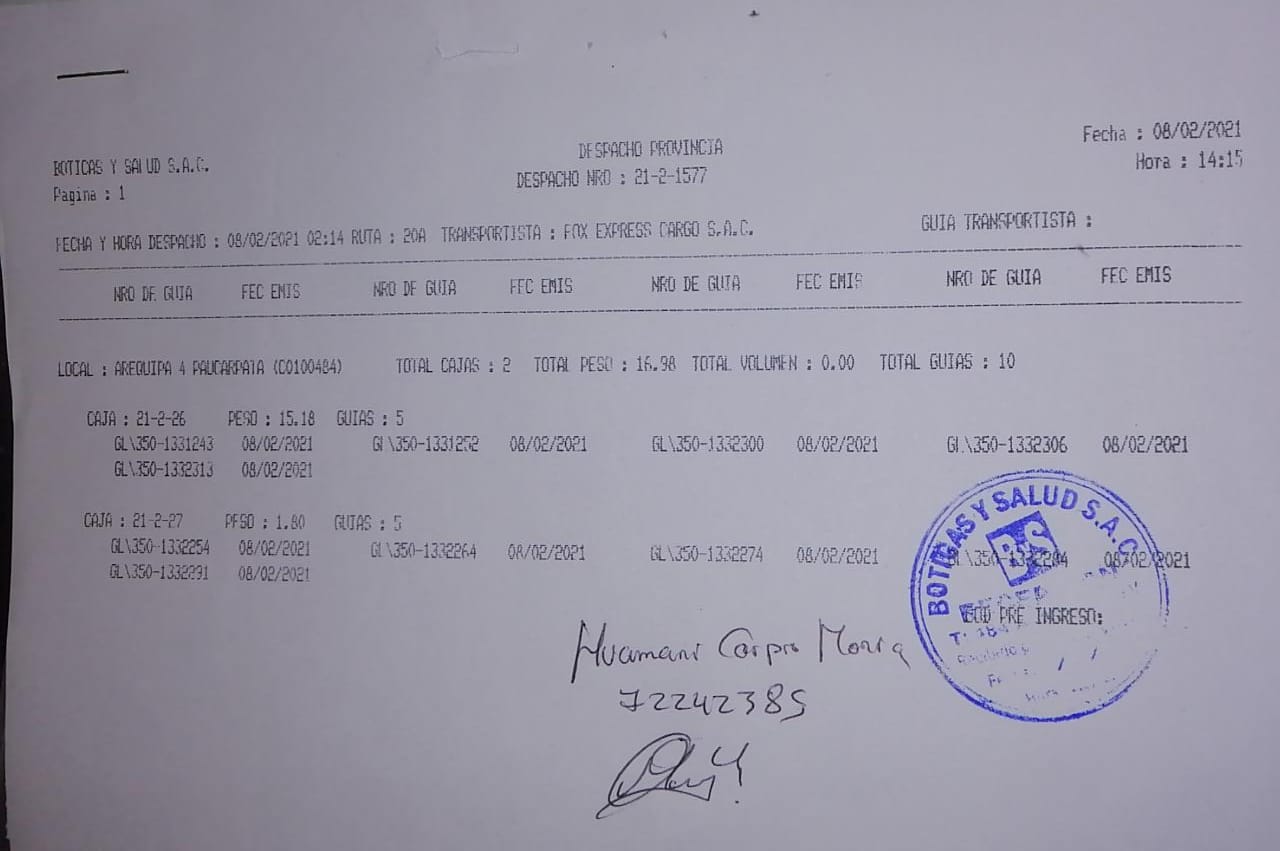 Fecha : 08/02/2021
BOTICAS Y SALUD S.A.C. DESPACHO PROVINCIA Hora : 14:15
Pagina : 1 DESPACHO NRO : 21-2-1577
FECHA Y HORA DESPACHO : 08/02/2021 02:14 RUTA : 20A TRANSPORTISTA : FOX EXPRESS CARGO S.A.C. GUIA TRANSPORTISTA :
NRO DE GUIA FEC EMIS NRO DE GUIA FEC EMIS NRO DE GUIA FEC EMIS NRO DE GUIA FEC EMIS
LOCAL : AREQUIPA 4 PAUCARPATA (C0100484) TOTAL CAJAS : 2 TOTAL PESO : 16.98 TOTAL VOLUMEN : 0.00 TOTAL GUIAS : 10
CAJA : 21-2-26 PESO : 15.18 GUIAS : 5
GL\350-1331243 08/02/2021 GL\350-1331252 08/02/2021 GL\350-1332300 08/02/2021 GL\350-1332306 08/02/2021
GL\350-1332313 08/02/2021
CAJA : 21-2-27 PESO : 1.80 GUIAS : 5
GL\350-1332254 08/02/2021 GL\350-1332264 08/02/2021 GL\350-1332274 08/02/2021 GL\350-1332284 08/02/2021
GL\350-1332291 08/02/2021
BOTICAS Y SALUD S.A.C.
BS
COD PRE INGRESO:
Huamani Carpio
72242385